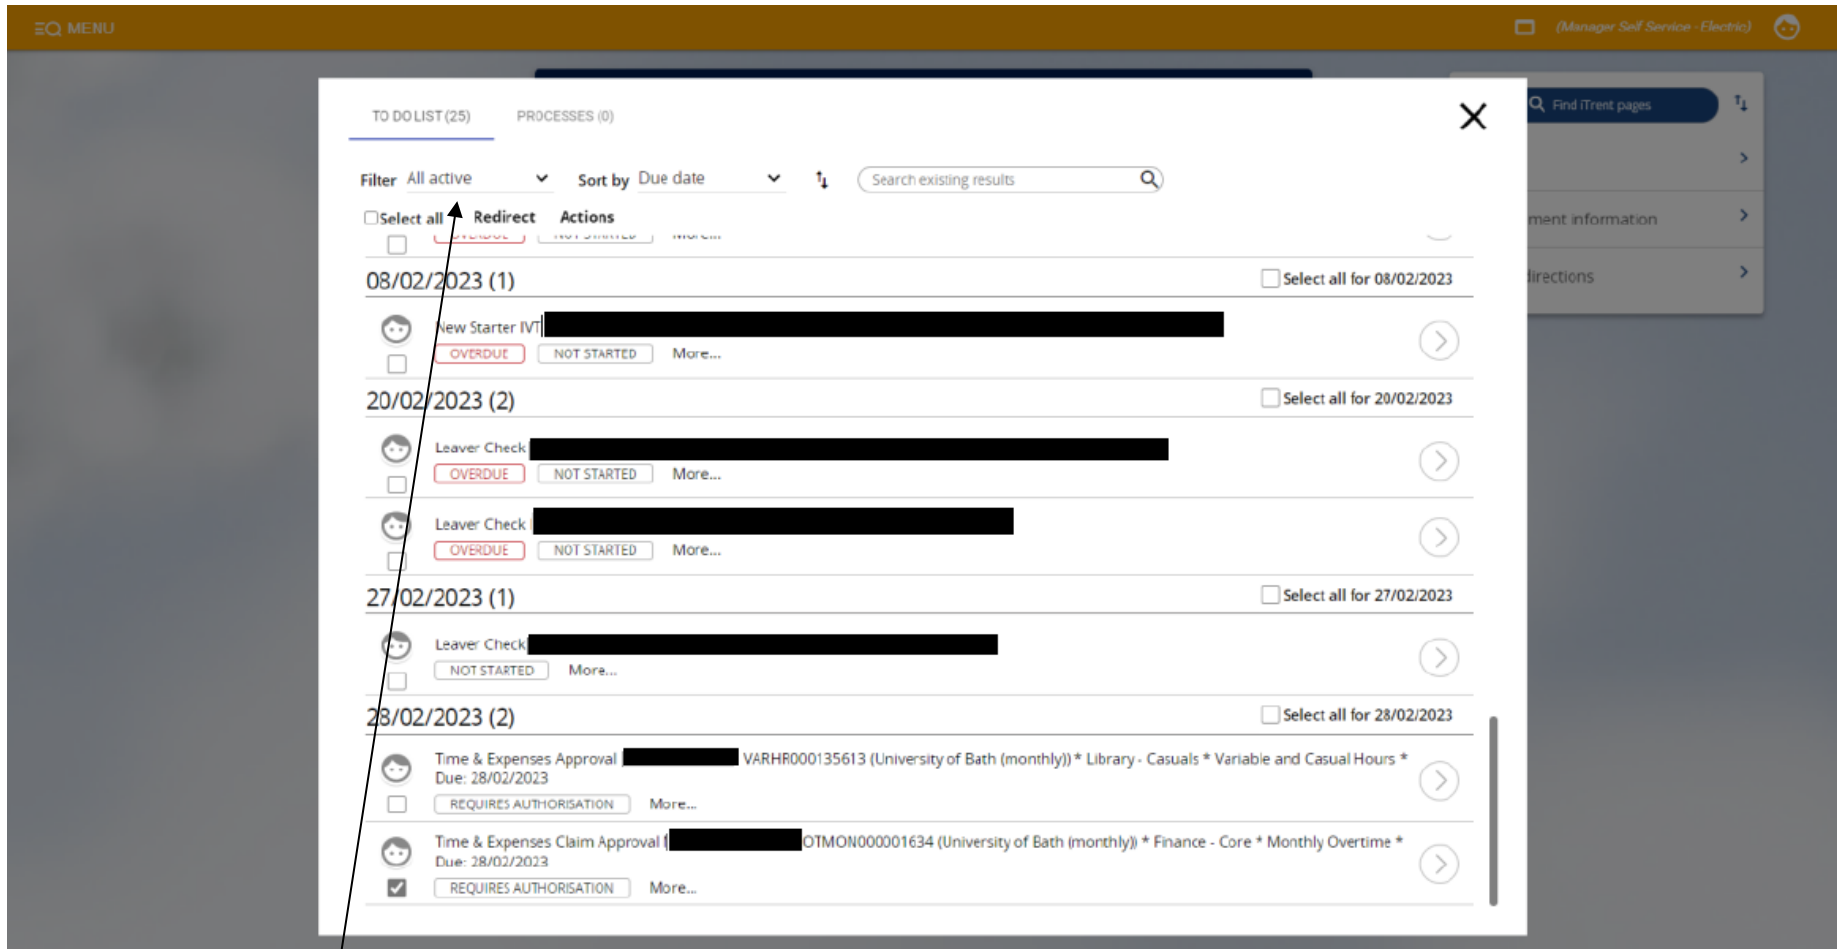 MENU
(Manager Self Service - Electric)
TO DO LIST (25) PROCESSES (0)
Find iTrent pages
Filter All active Sort by Due date Search existing results
Select all Redirect Actions
ment information
OVERDUE NOT STARTED More...
08/02/2023 (1) Select all for 08/02/2023
directions
New Starter IVT
OVERDUE NOT STARTED More...
20/02/2023 (2) Select all for 20/02/2023
Leaver Check
OVERDUE NOT STARTED More...
Leaver Check
OVERDUE NOT STARTED More...
27/02/2023 (1) Select all for 27/02/2023
Leaver Check
NOT STARTED More...
28/02/2023 (2) Select all for 28/02/2023
Time & Expenses Approval VARHR000135613 (University of Bath (monthly)) * Library - Casuals * Variable and Casual Hours *
Due: 28/02/2023
REQUIRES AUTHORISATION More...
Time & Expenses Claim Approval OTMON000001634 (University of Bath (monthly)) * Finance - Core * Monthly Overtime *
Due: 28/02/2023
REQUIRES AUTHORISATION More...